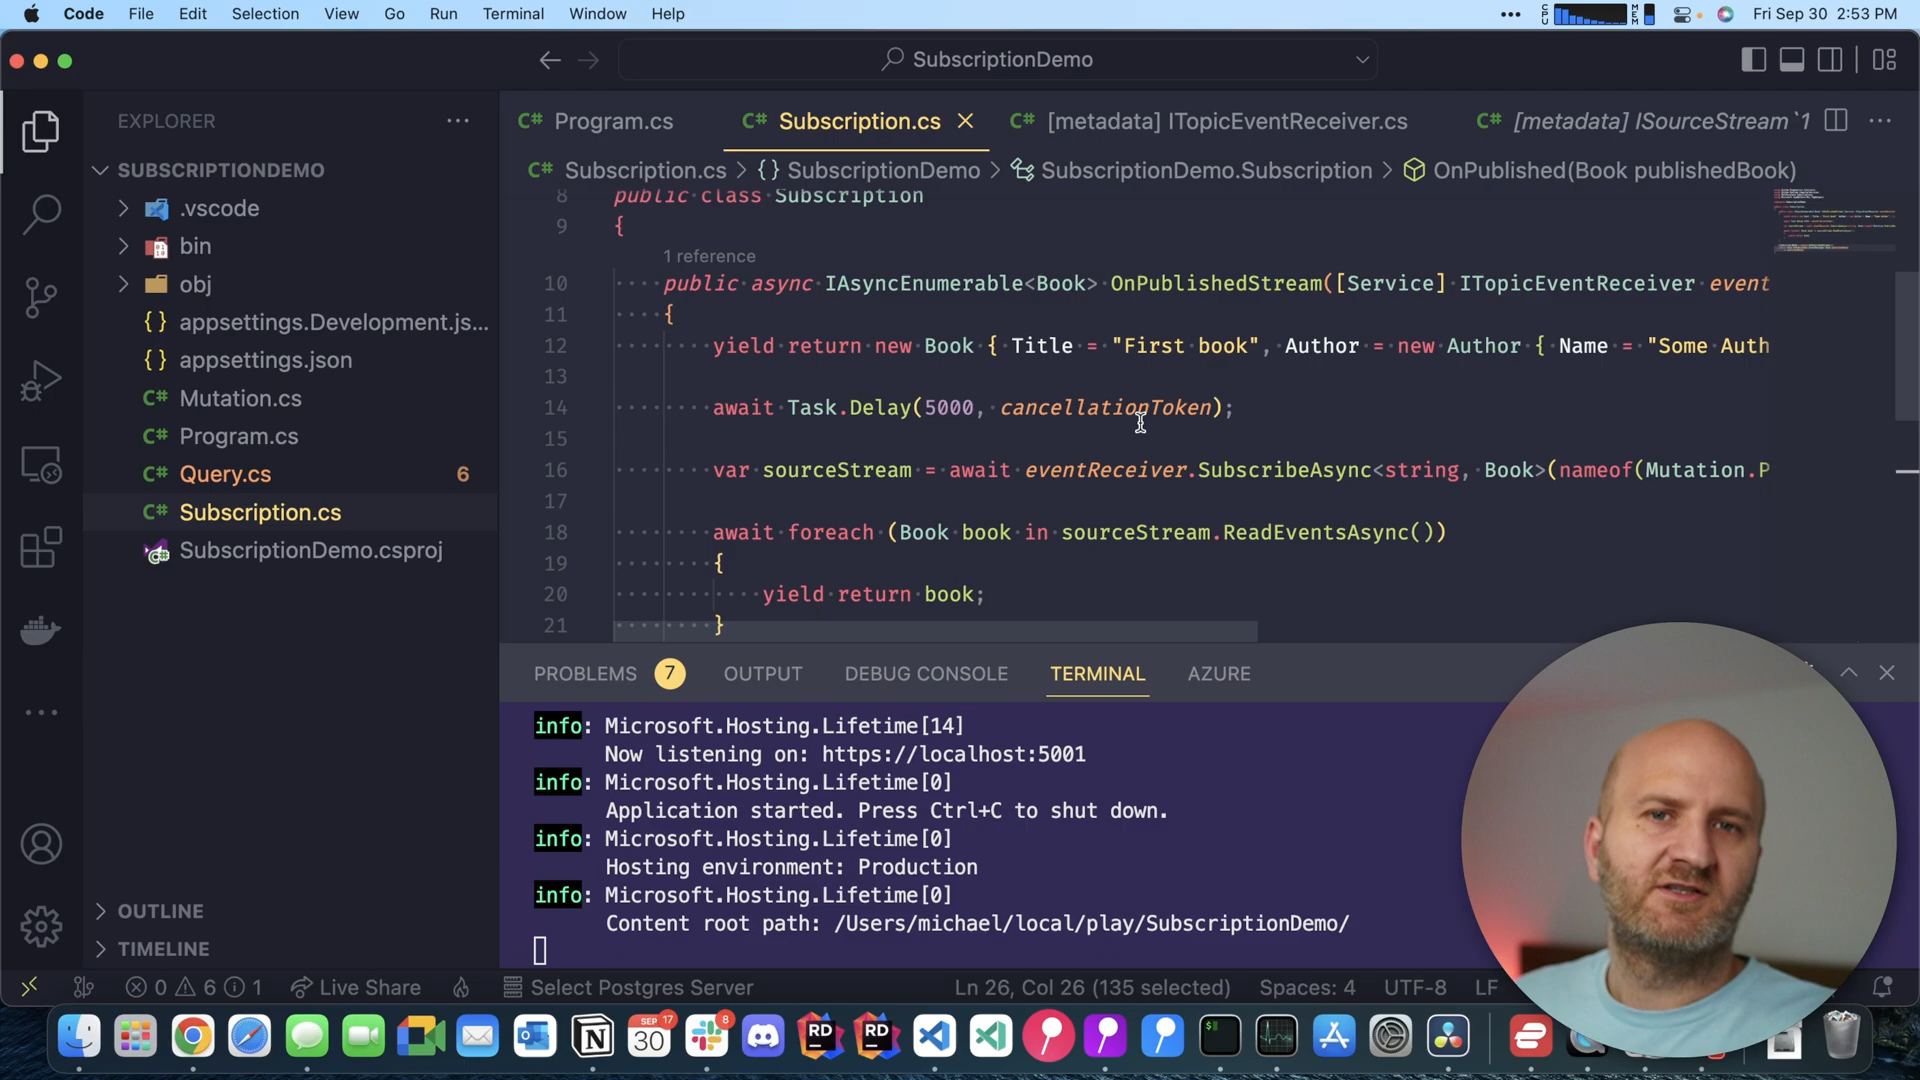 Code File Edit Selection View Go Run Terminal Window Help
CPU MEM Fri Sep 30 2:53 PM
SubscriptionDemo
EXPLORER
SUBSCRIPTIONDEMO
.vscode
bin
obj
{} appsettings.Development.js...
{} appsettings.json
C# Mutation.cs
C# Program.cs
C# Query.cs 6
C# Subscription.cs
SubscriptionDemo.csproj
OUTLINE
TIMELINE
C# Program.cs C# Subscription.cs C# [metadata] ITopicEventReceiver.cs C# [metadata] ISourceStream`1
C# Subscription.cs > {} SubscriptionDemo > SubscriptionDemo.Subscription > OnPublished(Book publishedBook)
8 public class Subscription
9 {
1 reference
10 public async IAsyncEnumerable<Book> OnPublishedStream([Service] ITopicEventReceiver event
11 {
12 yield return new Book { Title = "First book", Author = new Author { Name = "Some Auth
13
14 await Task.Delay(5000, cancellationToken);
15
16 var sourceStream = await eventReceiver.SubscribeAsync<string, Book>(nameof(Mutation.P
17
18 await foreach (Book book in sourceStream.ReadEventsAsync())
19 {
20 yield return book;
21 }
PROBLEMS 7 OUTPUT DEBUG CONSOLE TERMINAL AZURE
info: Microsoft.Hosting.Lifetime[14]
Now listening on: https://localhost:5001
info: Microsoft.Hosting.Lifetime[0]
Application started. Press Ctrl+C to shut down.
info: Microsoft.Hosting.Lifetime[0]
Hosting environment: Production
info: Microsoft.Hosting.Lifetime[0]
Content root path: /Users/michael/local/play/SubscriptionDemo/
0 6 1 Live Share Select Postgres Server Ln 26, Col 26 (135 selected) Spaces: 4 UTF-8 LF
SEP 17 8
30 RD RD